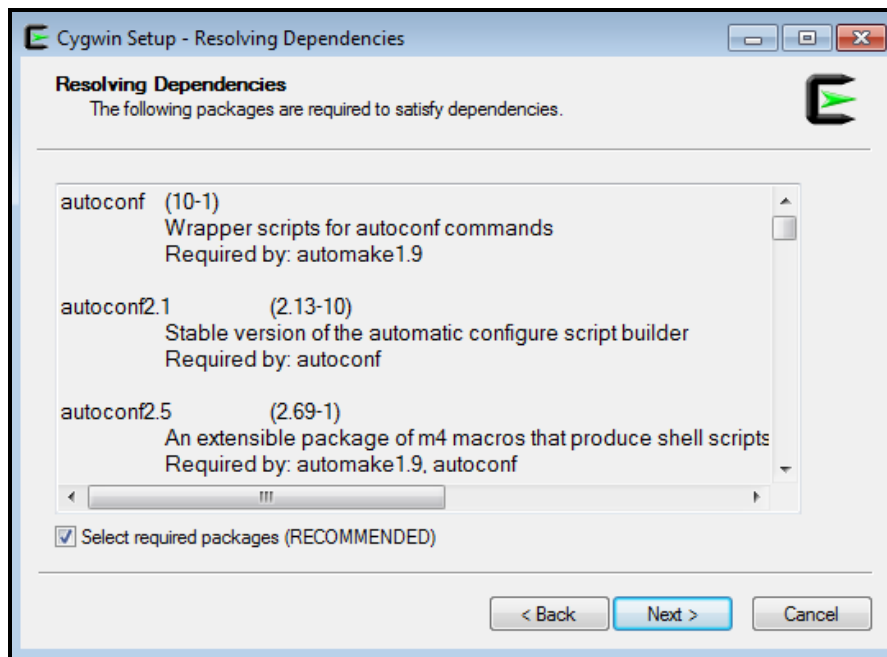 Cygwin Setup - Resolving Dependencies
Resolving Dependencies
The following packages are required to satisfy dependencies.
autoconf (10-1)
Wrapper scripts for autoconf commands
Required by: automake1.9
autoconf2.1 (2.13-10)
Stable version of the automatic configure script builder
Required by: autoconf
autoconf2.5 (2.69-1)
An extensible package of m4 macros that produce shell scripts
Required by: automake1.9, autoconf
Select required packages (RECOMMENDED)
< Back Next > Cancel